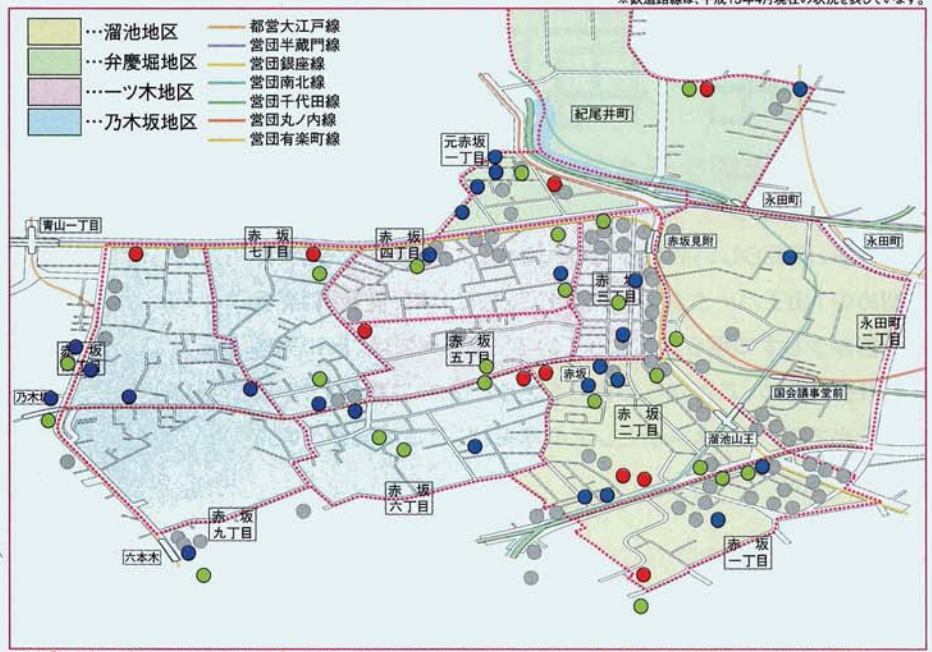 ※鉄道路線は、平成13年4月現在の状況を表しています。
…溜池地区
…弁慶堀地区
…一ツ木地区
…乃木坂地区
都営大江戸線
営団半蔵門線
営団銀座線
営団南北線
営団千代田線
営団丸ノ内線
営団有楽町線
紀尾井町
元赤坂
一丁目
永田町
青山一丁目
赤坂
七丁目
赤坂
四丁目
赤坂見附
永田町
赤坂
三丁目
永田町
二丁目
赤坂
赤坂
五丁目
乃木坂
赤坂
国会議事堂前
赤坂
二丁目
溜池山王
赤坂
六丁目
赤坂
九丁目
六本木
赤坂
一丁目